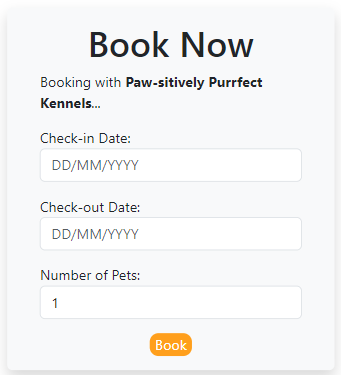 Book Now
Booking with Paw-sitively Purrfect
Kennels...
Check-in Date:
DD/MM/YYYY
Check-out Date:
DD/MM/YYYY
Number of Pets:
1
Book